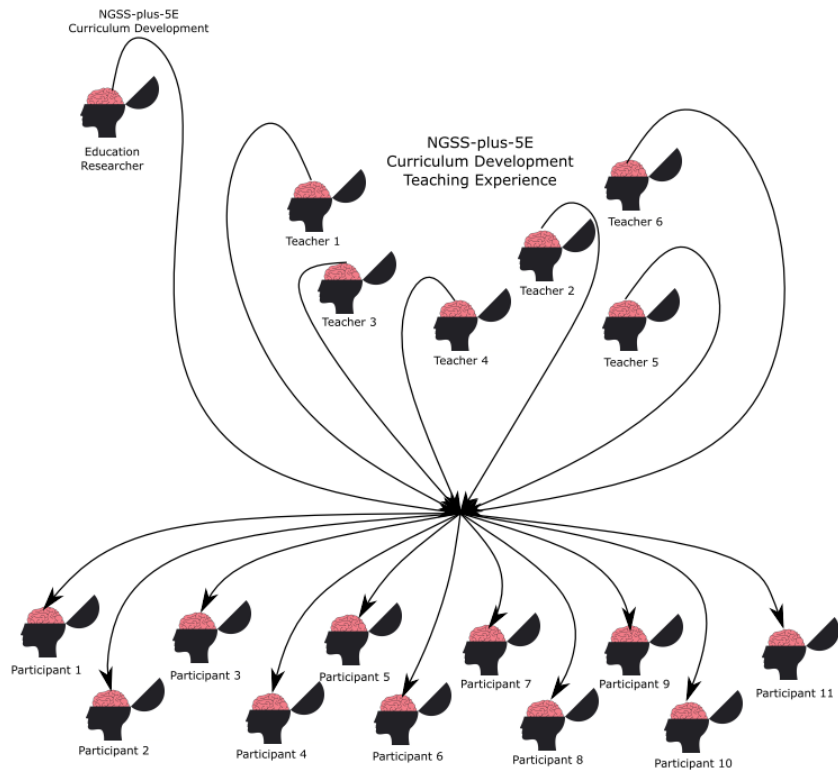 NGSS-plus-5E
Curriculum Development
Education
Researcher
NGSS-plus-5E
Curriculum Development
Teaching Experience
Teacher 1
Teacher 6
Teacher 2
Teacher 3
Teacher 4
Teacher 5
Participant 1
Participant 3
Participant 5
Participant 7
Participant 9
Participant 11
Participant 2
Participant 4
Participant 6
Participant 8
Participant 10